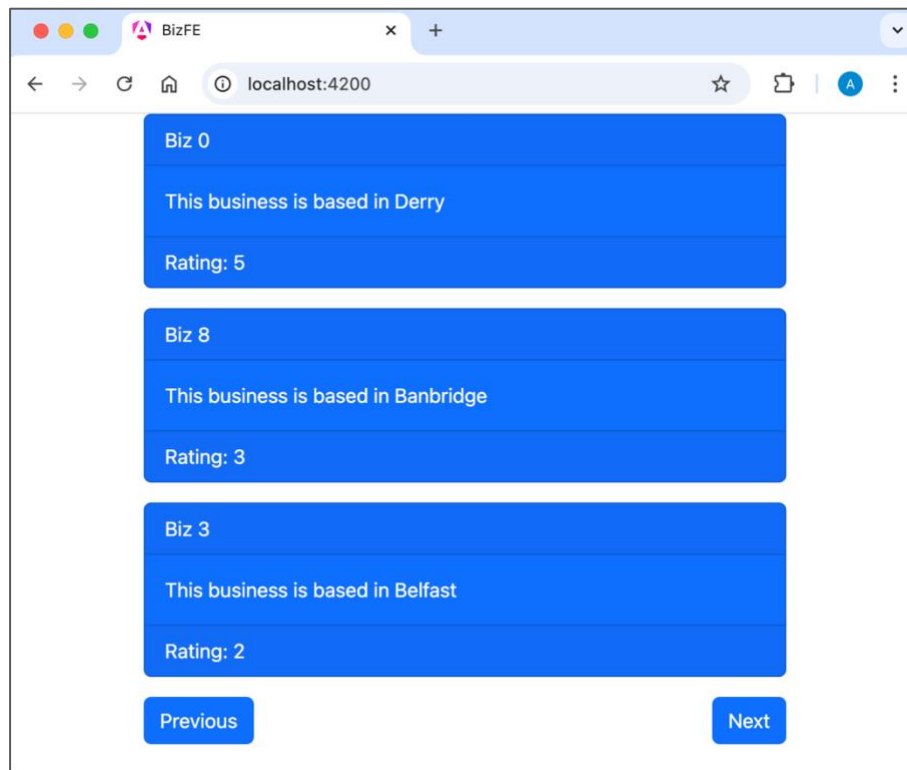 BizFE
localhost:4200
A
Biz 0
This business is based in Derry
Rating: 5
Biz 8
This business is based in Banbridge
Rating: 3
Biz 3
This business is based in Belfast
Rating: 2
Previous Next